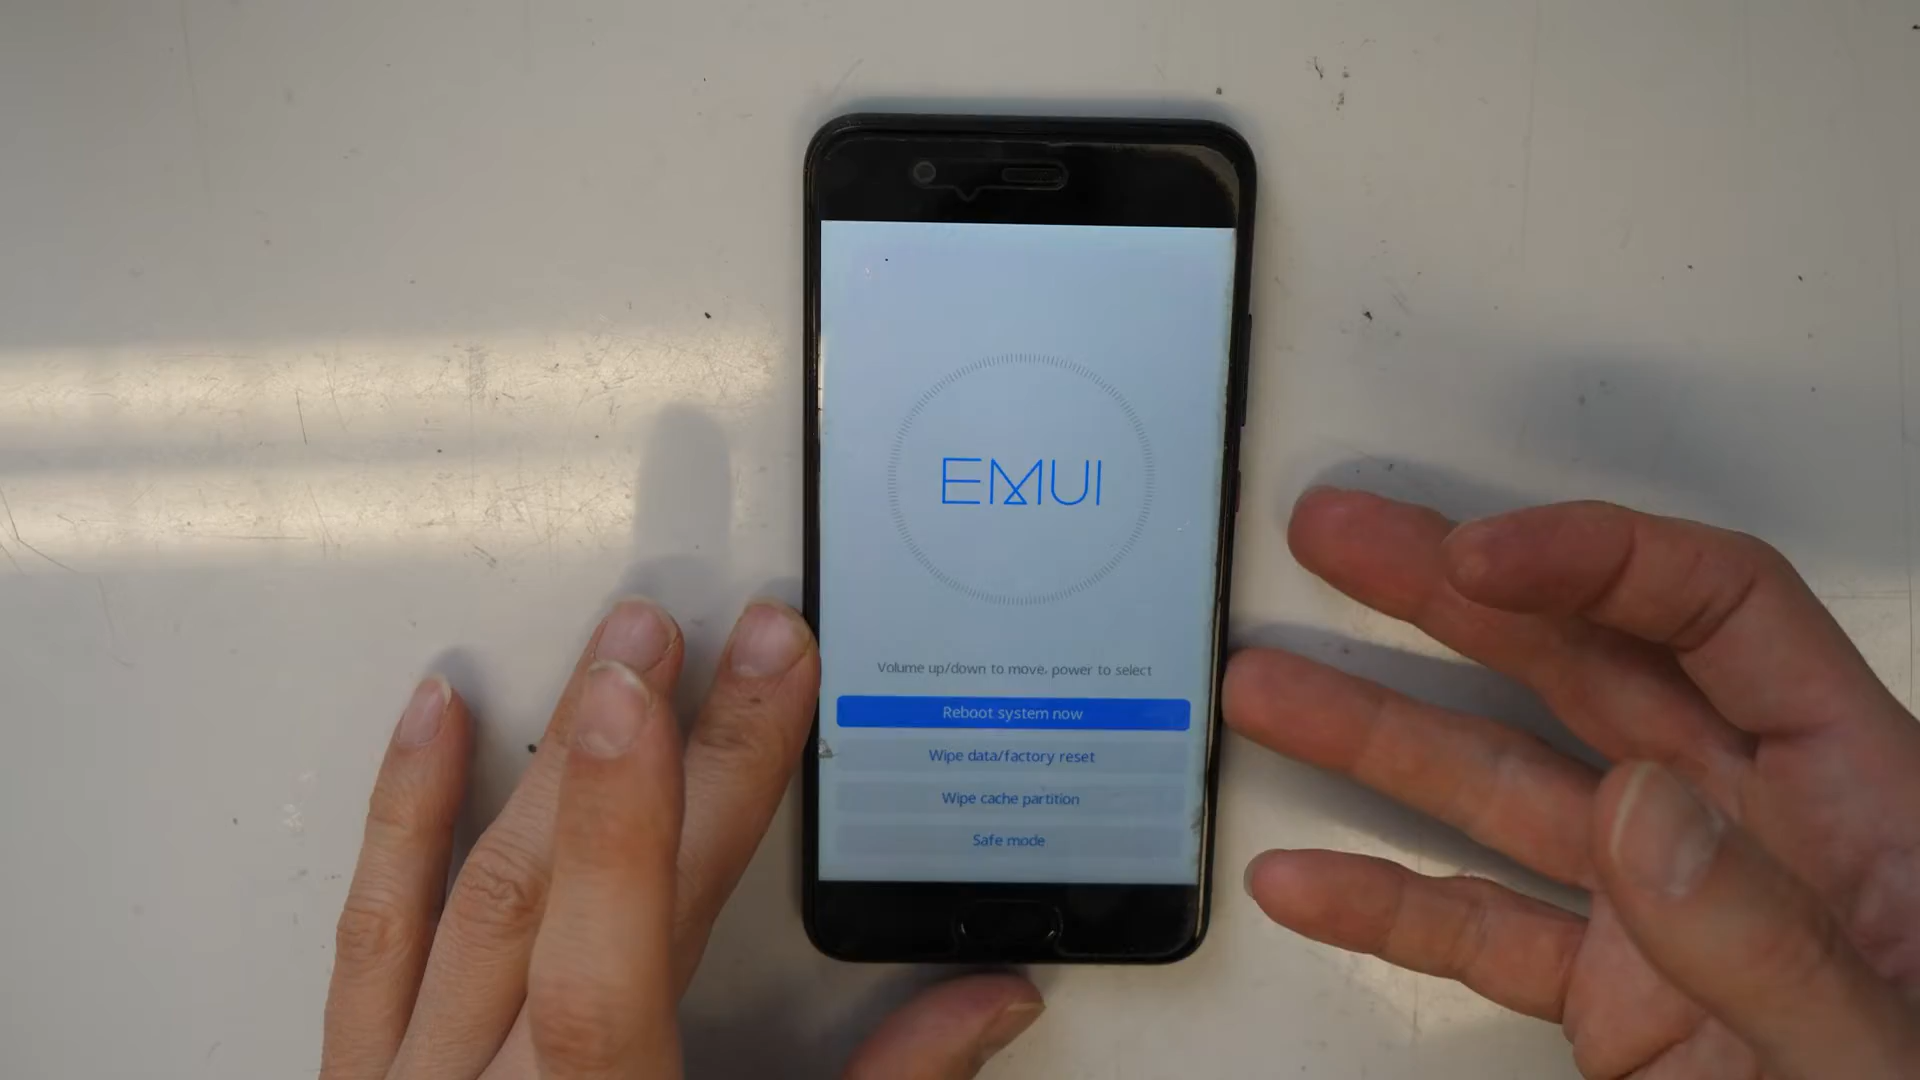 EMUI
Volume up/down to move, power to select
Reboot system now
Wipe data/factory reset
Wipe cache partition
Safe mode